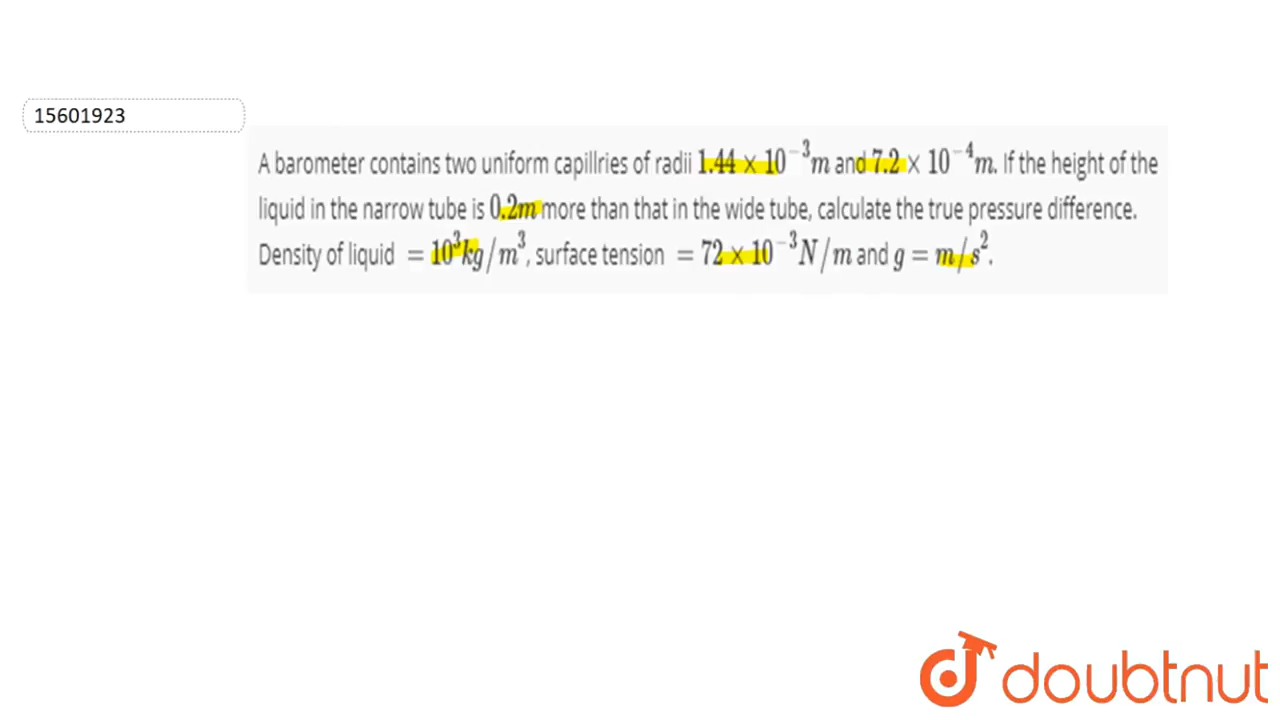 15601923
A barometer contains two uniform capillries of radii 1.44 × 10⁻³m and 7.2 × 10⁻⁴m. If the height of the
liquid in the narrow tube is 0.2m more than that in the wide tube, calculate the true pressure difference.
Density of liquid = 10³kg/m³, surface tension = 72 × 10⁻³N/m and g = m/s².
doubtnut